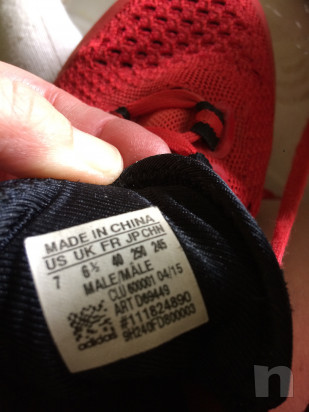 MADE IN CHINA
US UK FR JP CHN
7 6½ 40 250 245
MALE/MALE
CLU 600001 04/15
ART D69449
#111824890
9H240FD800003
adidas
n